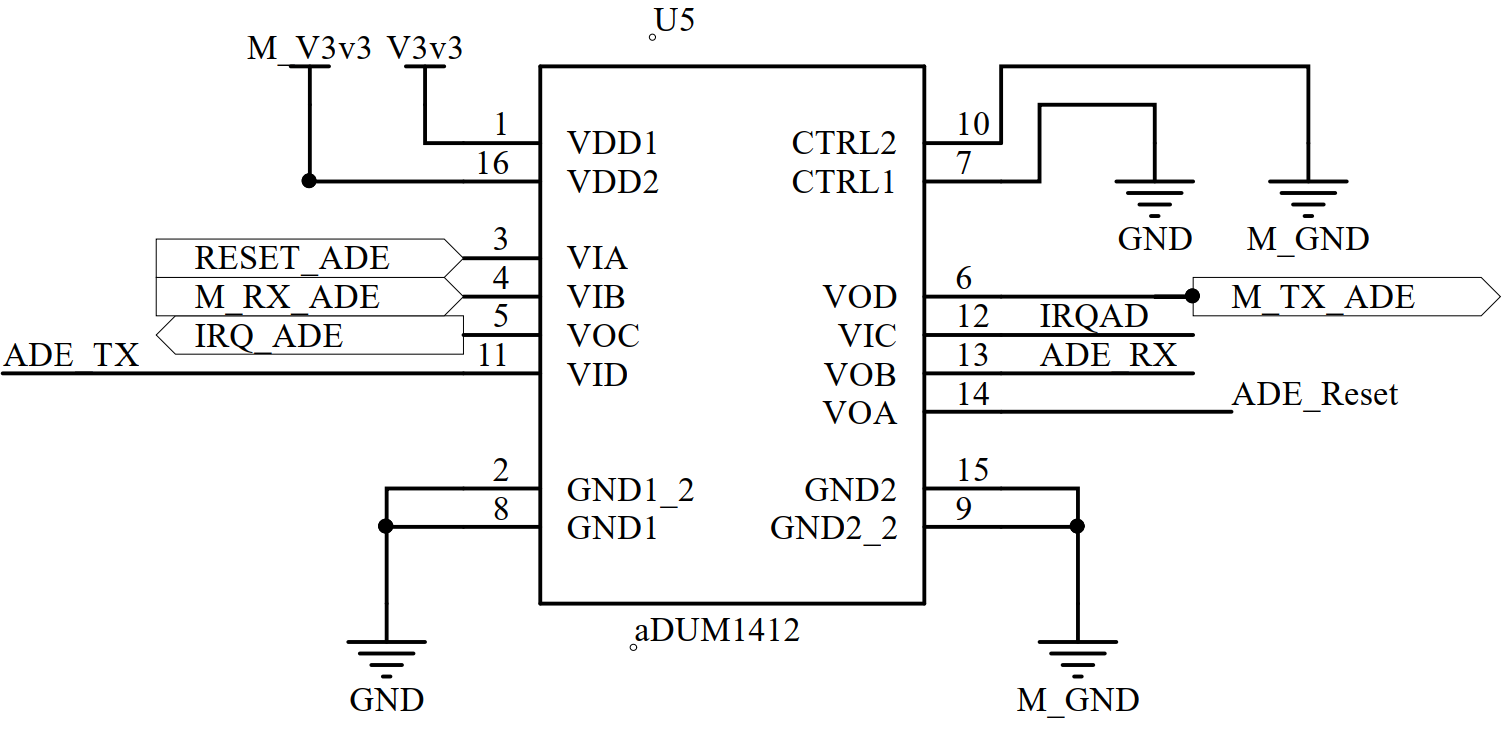 U5
M_V3v3 V3v3
1 VDD1 CTRL2 10
16 VDD2 CTRL1 7
GND M_GND
RESET_ADE 3 VIA
M_RX_ADE 4 VIB VOD 6 M_TX_ADE
IRQ_ADE 5 VOC VIC 12 IRQAD
ADE_TX 11 VID VOB 13 ADE_RX
VOA 14 ADE_Reset
2 GND1_2 GND2 15
8 GND1 GND2_2 9
aDUM1412
GND M_GND